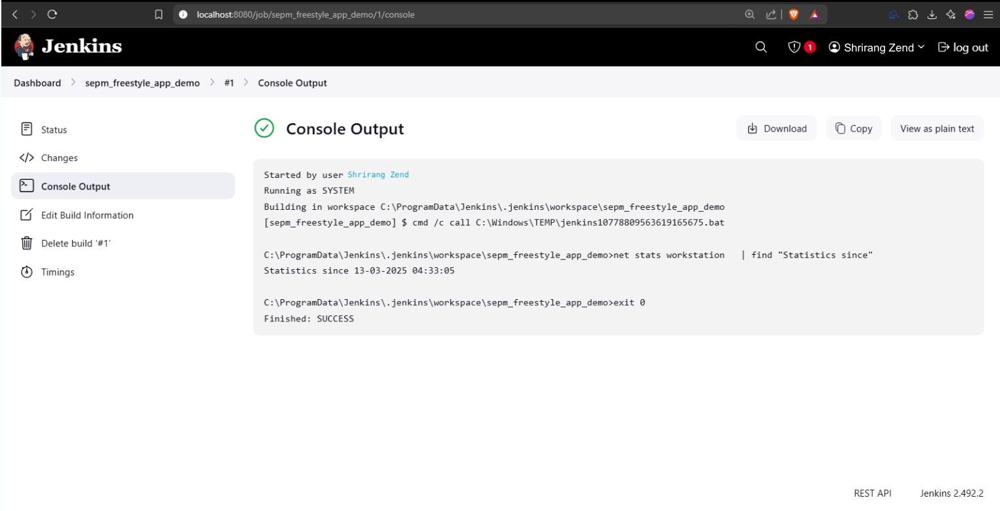 localhost:8080/job/sepm_freestyle_app_demo/1/console
Jenkins
1
Shrirang Zend
log out
Dashboard > sepm_freestyle_app_demo > #1 > Console Output
Status
Changes
Console Output
Edit Build Information
Delete build '#1'
Timings
Console Output
Download
Copy
View as plain text
Started by user Shrirang Zend
Running as SYSTEM
Building in workspace C:\ProgramData\Jenkins\.jenkins\workspace\sepm_freestyle_app_demo
[sepm_freestyle_app_demo] $ cmd /c call C:\Windows\TEMP\jenkins10778809563619165675.bat
C:\ProgramData\Jenkins\.jenkins\workspace\sepm_freestyle_app_demo>net stats workstation   | find "Statistics since"
Statistics since 13-03-2025 04:33:05
C:\ProgramData\Jenkins\.jenkins\workspace\sepm_freestyle_app_demo>exit 0
Finished: SUCCESS
REST API
Jenkins 2.492.2